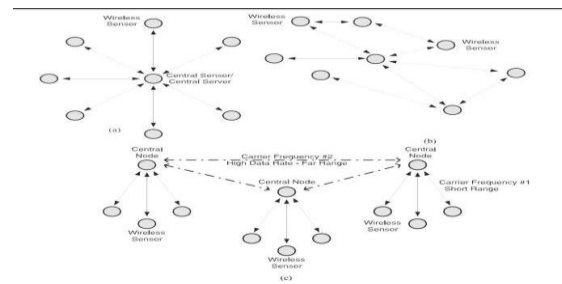 Wireless
Sensor
Central Sensor/
Central Server
(a)
Wireless
Sensor
Wireless
Sensor
(b)
Central
Node
Carrier Frequency #2
High Data Rate - Far Range
Central
Node
Central Node
Carrier Frequency #1
Short Range
Wireless
Sensor
Wireless
Sensor
Wireless
Sensor
(c)